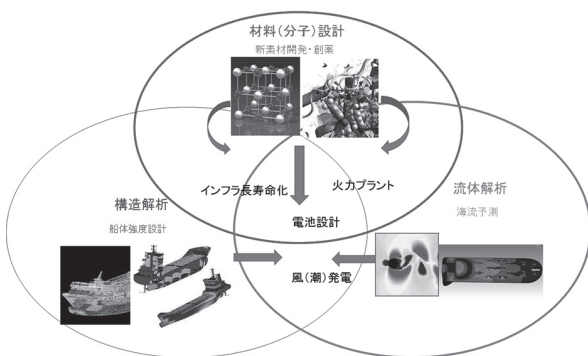 材料(分子)設計
新素材開発・創薬
インフラ長寿命化
火力プラント
構造解析
船体強度設計
電池設計
流体解析
海流予測
風(潮)発電